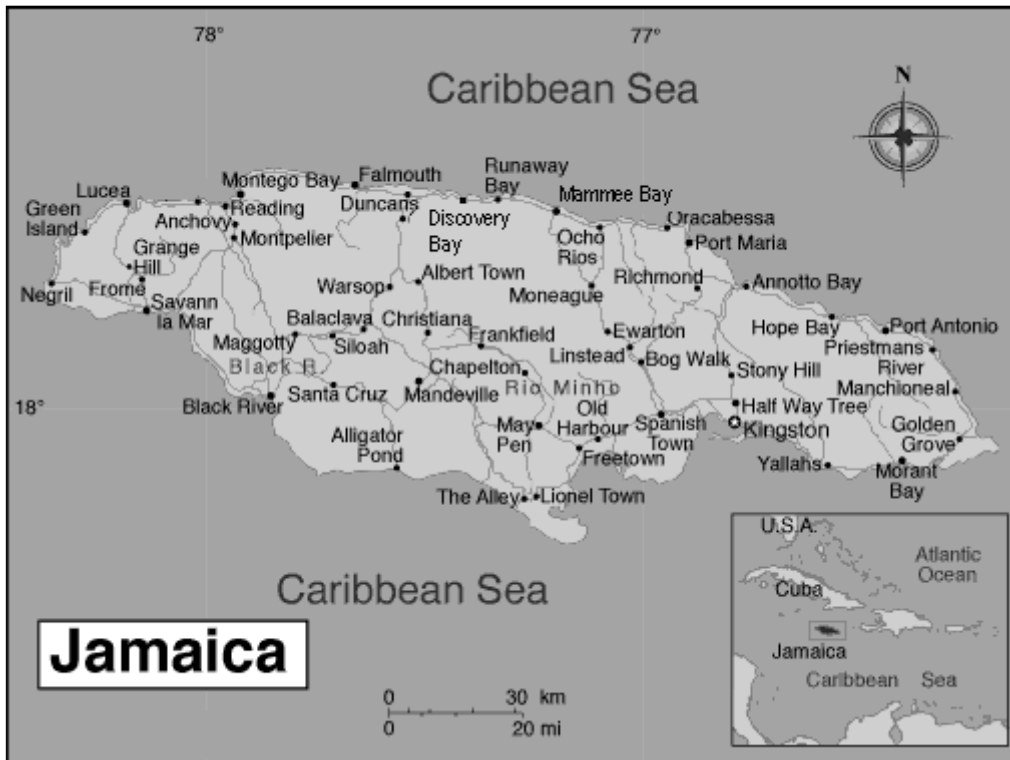 78°
77°
Caribbean Sea
N
Runaway
Bay
Montego Bay
Falmouth
Lucea
Mammee Bay
Green
Island
Anchovy
Reading
Duncans
Discovery
Bay
Oracabessa
Montpelier
Ocho
Rios
Port Maria
Grange
Hill
Albert Town
Richmond
Annotto Bay
Negril
Frome
Warsop
Moneague
Savann
la Mar
Balaclava
Christiana
Frankfield
Ewarton
Hope Bay
Port Antonio
Maggotty
Siloah
Linstead
Bog Walk
Priestmans
River
Black R
Chapelton
Rio Minho
Stony Hill
Manchioneal
18°
Black River
Santa Cruz
Mandeville
Old
Harbour
Half Way Tree
Kingston
Alligator
Pond
May
Pen
Spanish
Town
Golden
Grove
Freetown
Yallahs
Morant
Bay
The Alley
Lionel Town
Caribbean Sea
Jamaica
0 30 km
0 20 mi
U.S.A.
Atlantic
Ocean
Cuba
Jamaica
Caribbean Sea